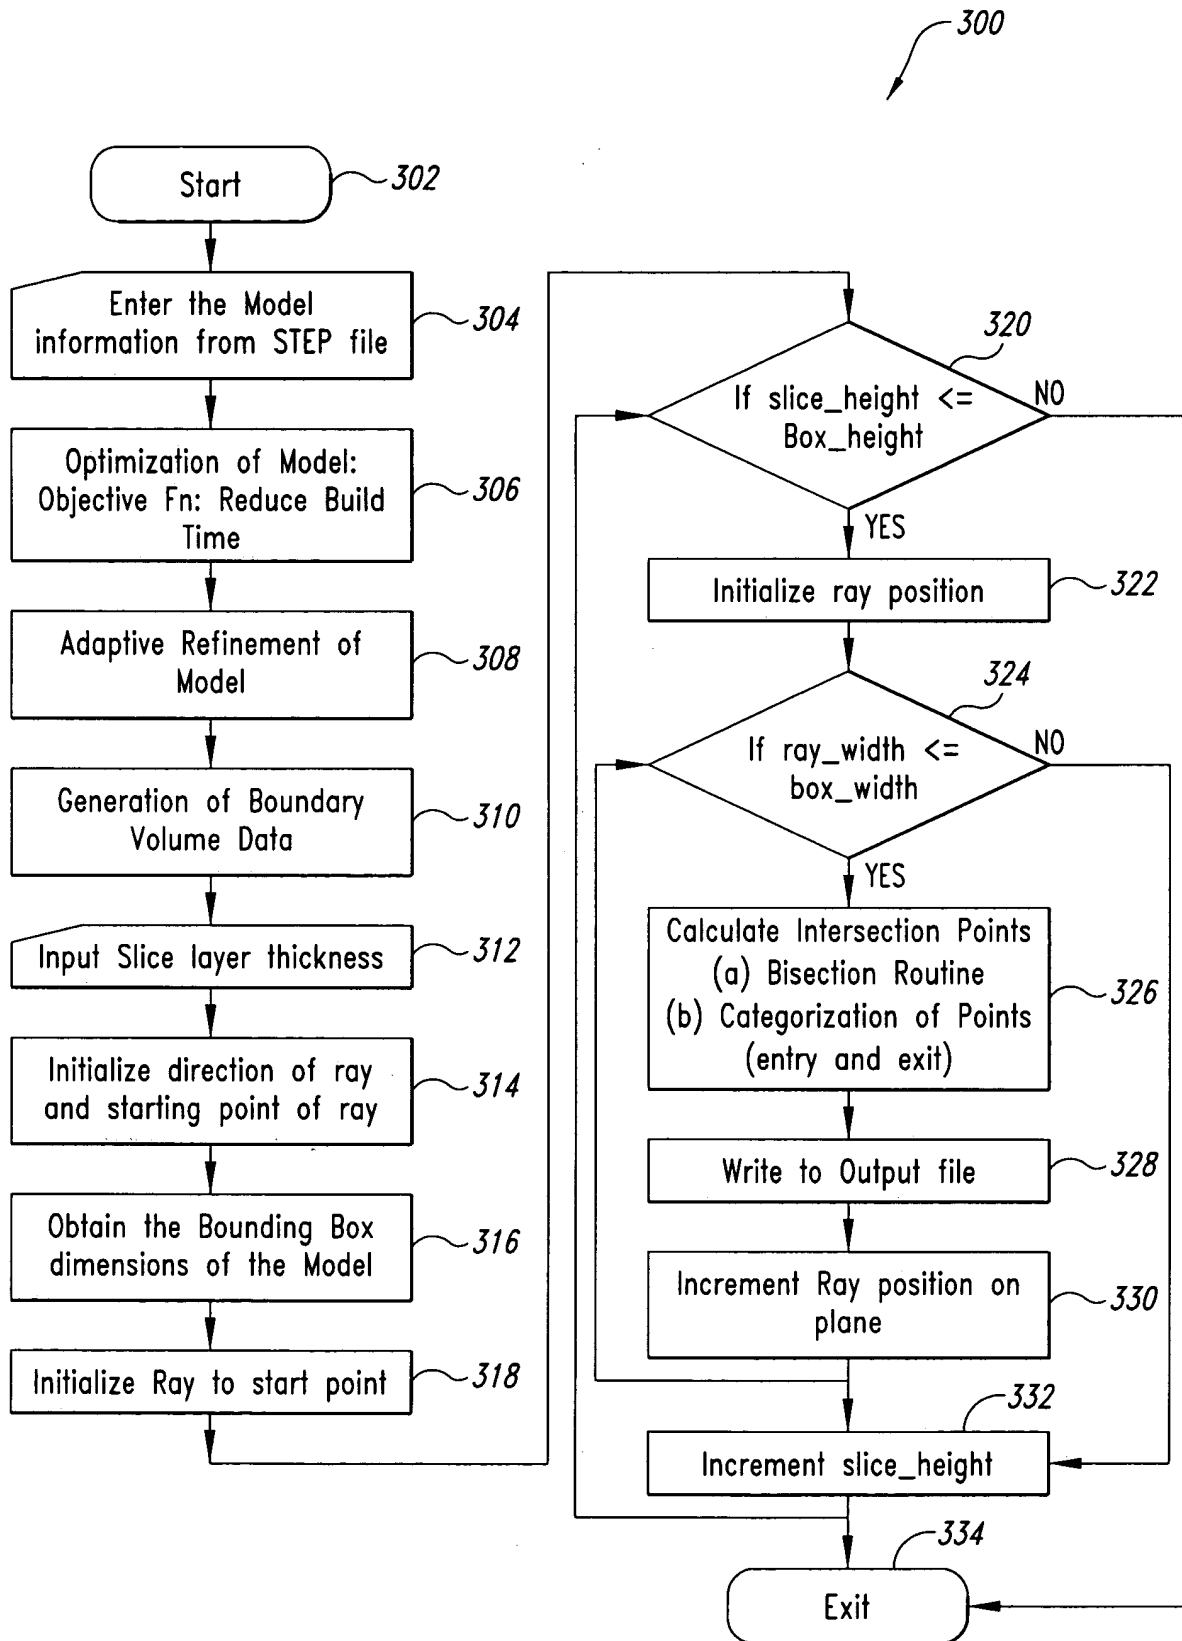 300
Start
302
Enter the Model
information from STEP file
304
Optimization of Model:
Objective Fn: Reduce Build
Time
306
Adaptive Refinement of
Model
308
Generation of Boundary
Volume Data
310
Input Slice layer thickness
312
Initialize direction of ray
and starting point of ray
314
Obtain the Bounding Box
dimensions of the Model
316
Initialize Ray to start point
318
If slice_height <=
Box_height
320
NO
YES
Initialize ray position
322
If ray_width <=
box_width
324
NO
YES
Calculate Intersection Points
(a) Bisection Routine
(b) Categorization of Points
(entry and exit)
326
Write to Output file
328
Increment Ray position on
plane
330
Increment slice_height
332
Exit
334